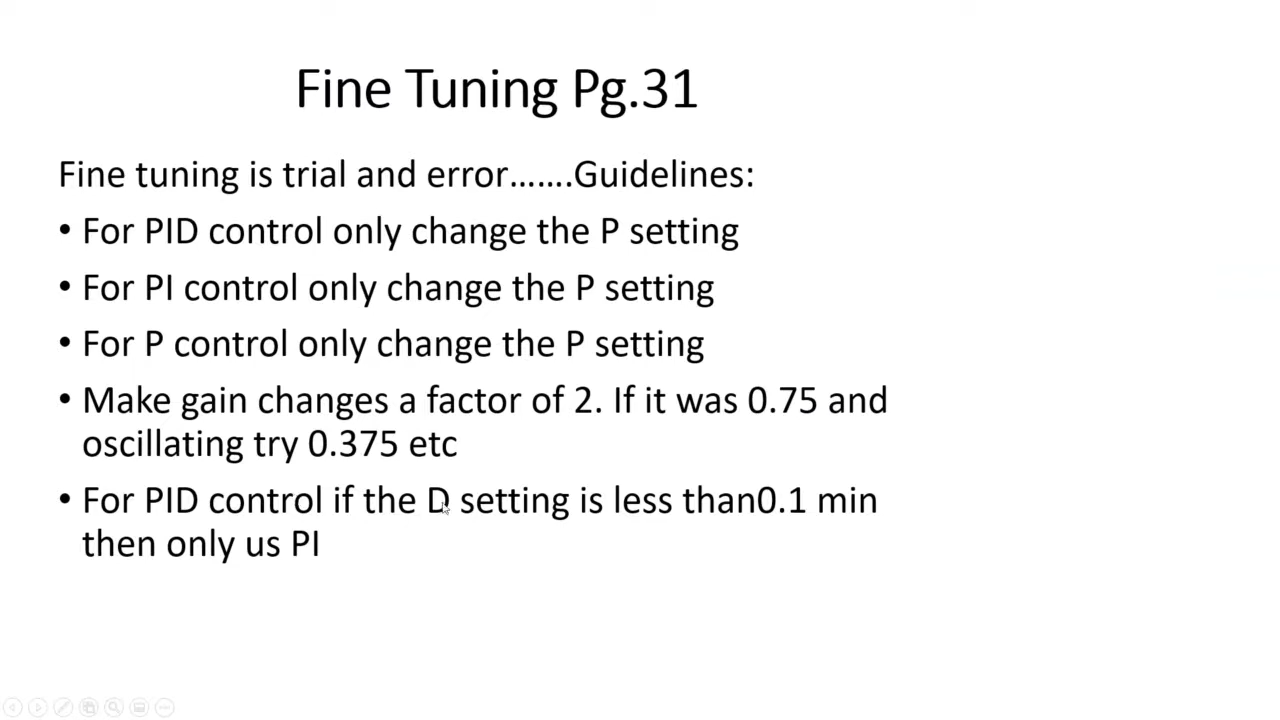 Fine Tuning Pg.31
Fine tuning is trial and error…….Guidelines:
• For PID control only change the P setting
• For PI control only change the P setting
• For P control only change the P setting
• Make gain changes a factor of 2. If it was 0.75 and
oscillating try 0.375 etc
• For PID control if the D setting is less than0.1 min
then only us PI